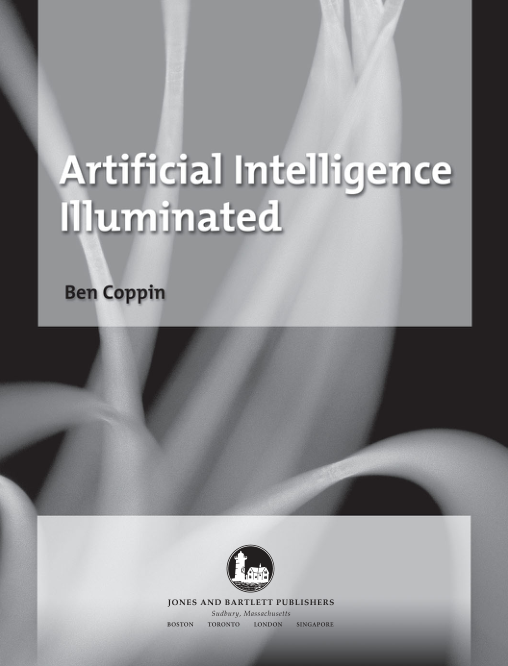 Artificial Intelligence
Illuminated
Ben Coppin
JONES AND BARTLETT PUBLISHERS
Sudbury, Massachusetts
BOSTON TORONTO LONDON SINGAPORE